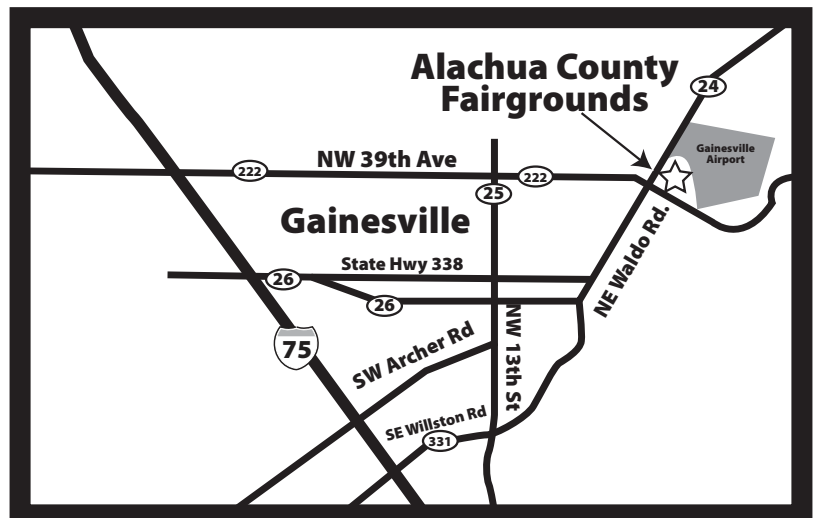 Alachua County
Fairgrounds
24
Gainesville
Airport
NW 39th Ave
222
222
25
Gainesville
NE Waldo Rd.
State Hwy 338
26
26
75
SW Archer Rd
NW 13th St
SE Willston Rd
331